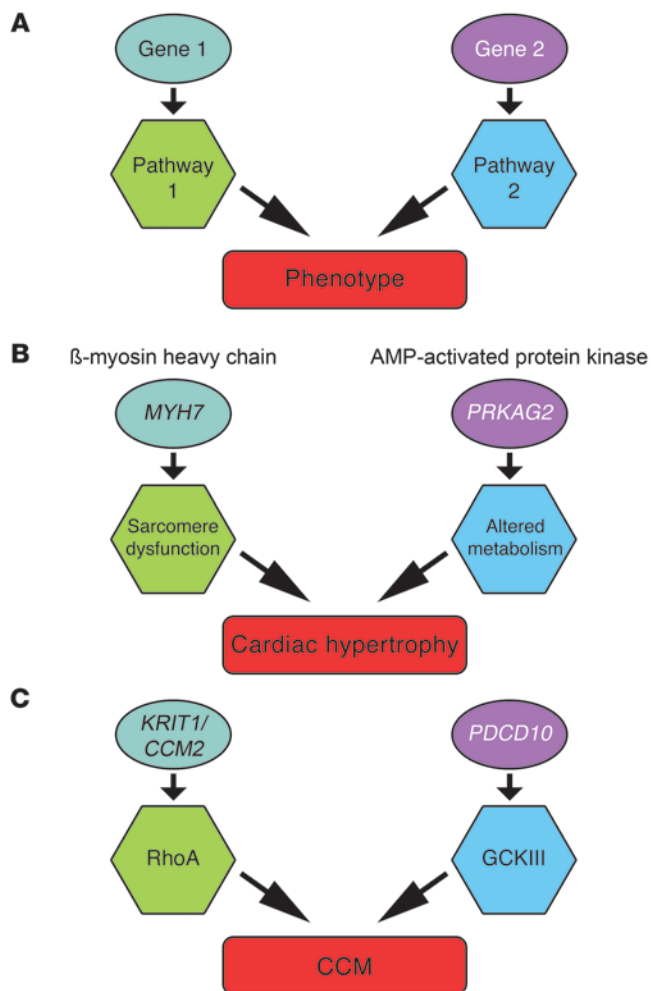 A
Gene 1
Gene 2
Pathway
1
Pathway
2
Phenotype
B
ß-myosin heavy chain
AMP-activated protein kinase
MYH7
PRKAG2
Sarcomere
dysfunction
Altered
metabolism
Cardiac hypertrophy
C
KRIT1/
CCM2
PDCD10
RhoA
GCKIII
CCM